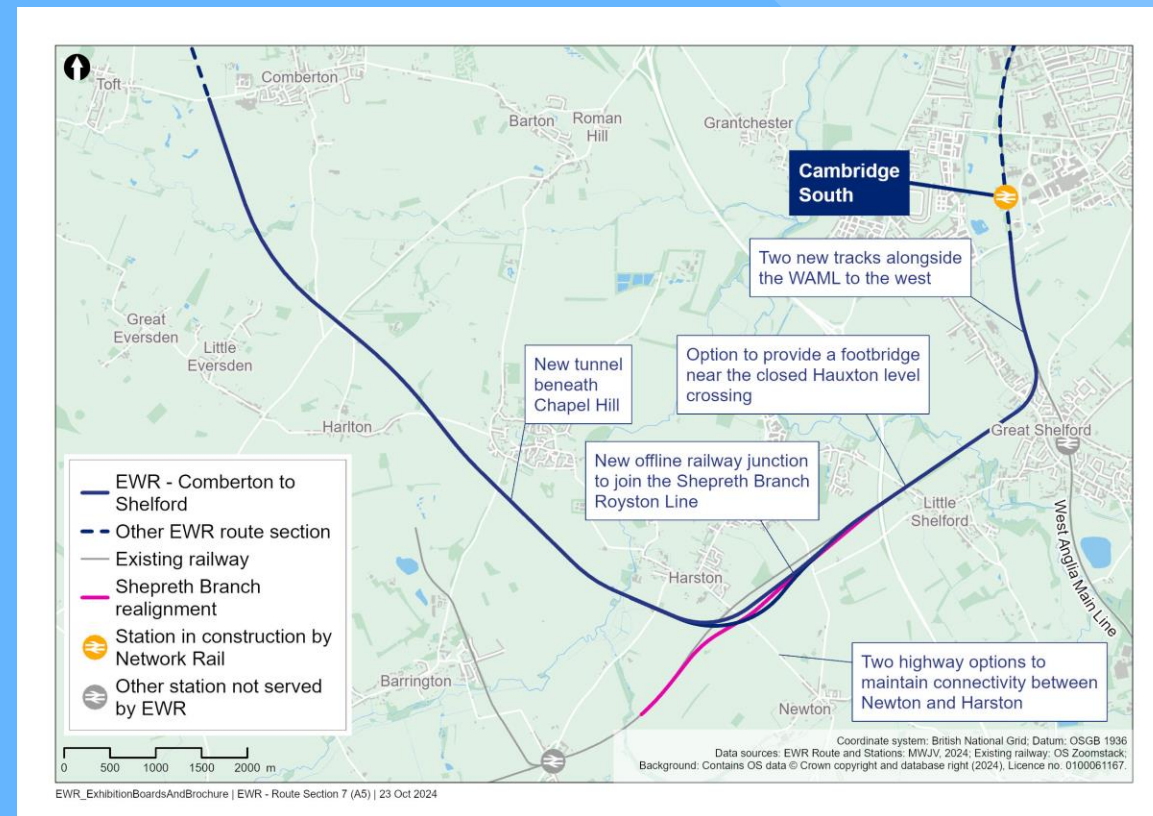 Toft
Comberton
Barton
Roman
Hill
Grantchester
Cambridge
South
Two new tracks alongside
the WAML to the west
Great
Eversden
Little
Eversden
New tunnel
beneath
Chapel Hill
Option to provide a footbridge
near the closed Hauxton level
crossing
Harlton
Great Shelford
New offline railway junction
to join the Shepreth Branch
Royston Line
Little
Shelford
West Anglia Main Line
Harston
EWR - Comberton to
Shelford
Other EWR route section
Existing railway
Shepreth Branch
realignment
Station in construction by
Network Rail
Other station not served
by EWR
Barrington
Newton
Two highway options to
maintain connectivity between
Newton and Harston
0 500 1000 1500 2000 m
Coordinate system: British National Grid; Datum: OSGB 1936
Data sources: EWR Route and Stations: MWJV, 2024; Existing railway: OS Zoomstack;
Background: Contains OS data © Crown copyright and database right (2024), Licence no. 0100061167.
EWR_ExhibitionBoardsAndBrochure | EWR - Route Section 7 (A5) | 23 Oct 2024